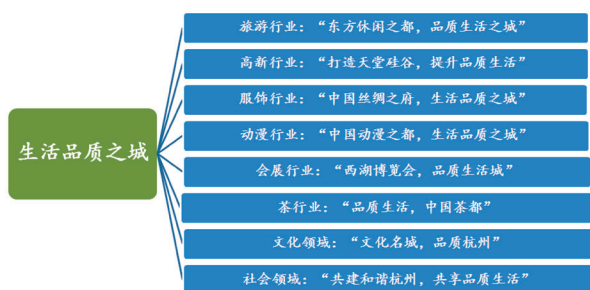 生活品质之城
旅游行业：“东方休闲之都，品质生活之城”
高新行业：“打造天堂硅谷，提升品质生活”
服饰行业：“中国丝绸之府，生活品质之城”
动漫行业：“中国动漫之都，生活品质之城”
会展行业：“西湖博览会，品质生活城”
茶行业：“品质生活，中国茶都”
文化领域：“文化名城，品质杭州”
社会领域：“共建和谐杭州，共享品质生活”